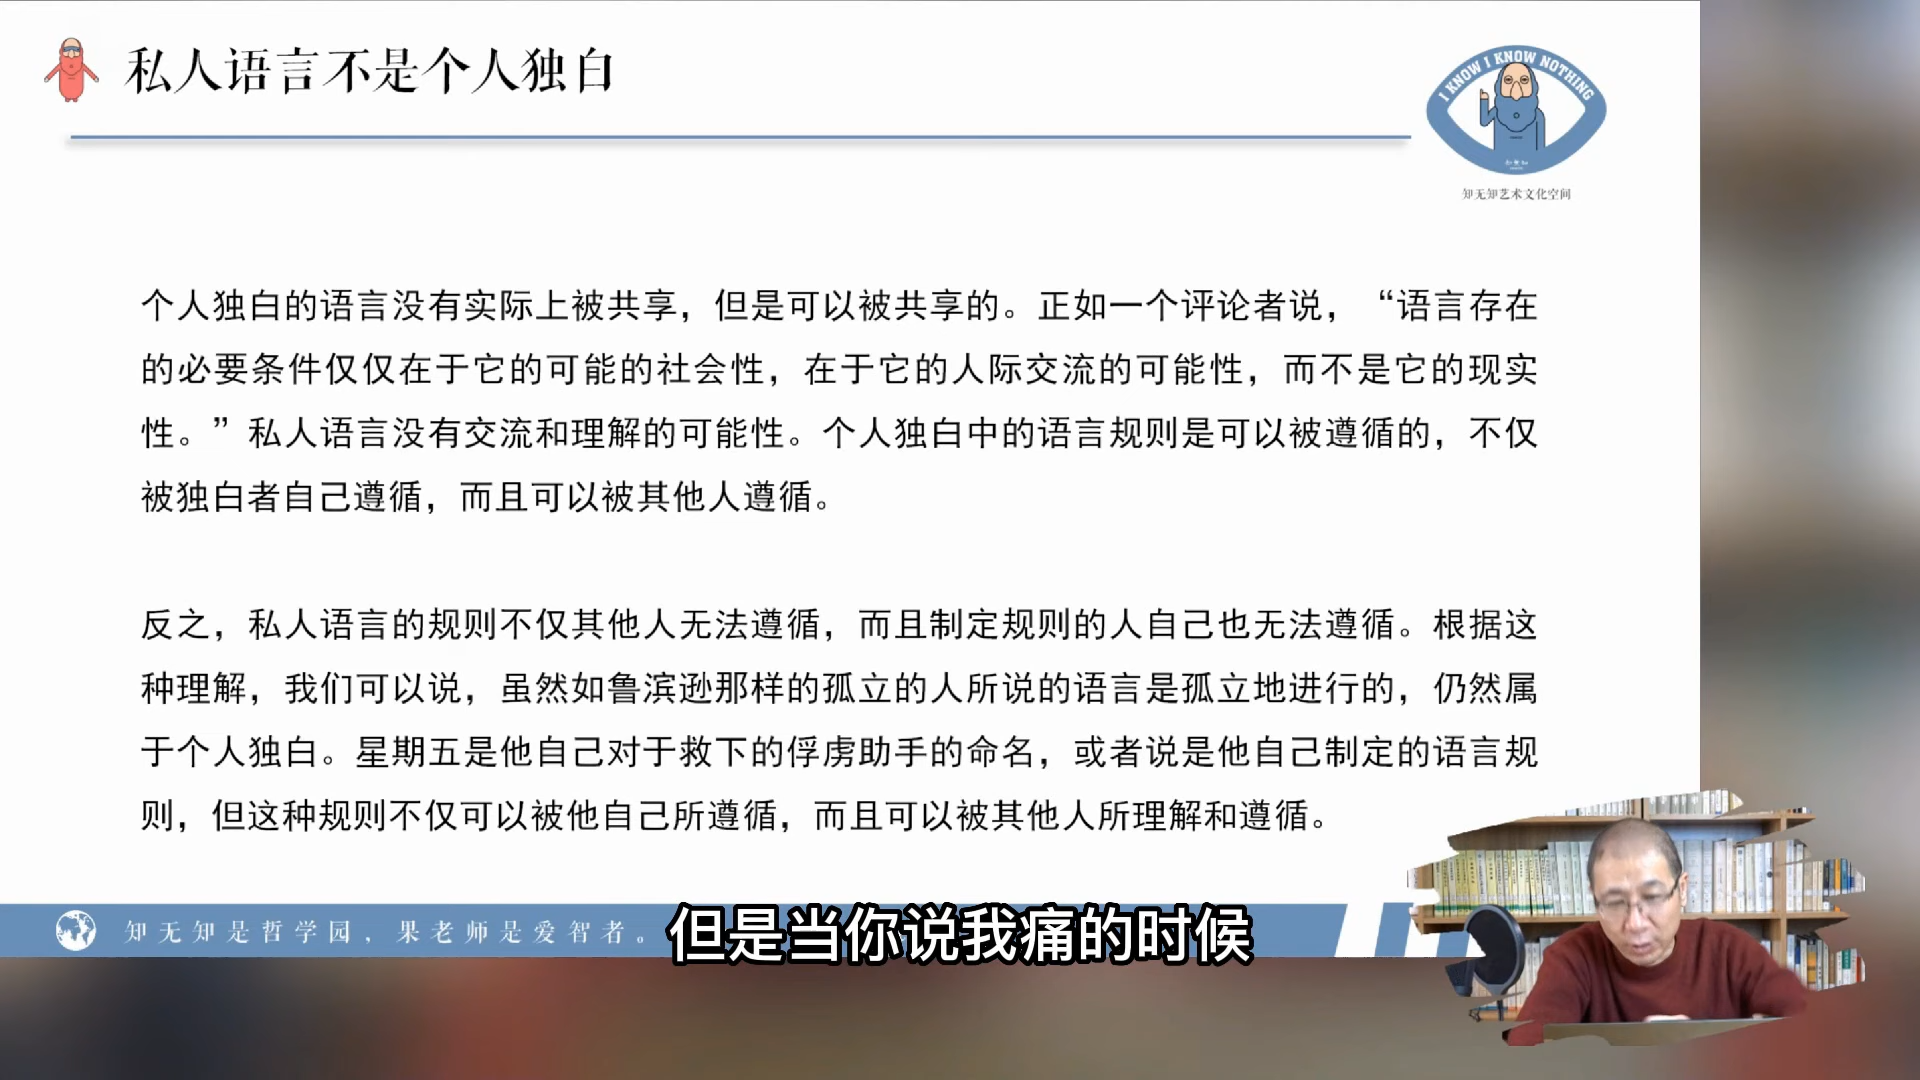 私人语言不是个人独白
I KNOW I KNOW NOTHING
知无知
知无知艺术文化空间
个人独白的语言没有实际上被共享，但是可以被共享的。正如一个评论者说，“语言存在
的必要条件仅仅在于它的可能的社会性，在于它的人际交流的可能性，而不是它的现实
性。”私人语言没有交流和理解的可能性。个人独白中的语言规则是可以被遵循的，不仅
被独白者自己遵循，而且可以被其他人遵循。
反之，私人语言的规则不仅其他人无法遵循，而且制定规则的人自己也无法遵循。根据这
种理解，我们可以说，虽然如鲁滨逊那样的孤立的人所说的语言是孤立地进行的，仍然属
于个人独白。星期五是他自己对于救下的俘虏助手的命名，或者说是他自己制定的语言规
则，但这种规则不仅可以被他自己所遵循，而且可以被其他人所理解和遵循。
知无知是哲学园，果老师是爱智者。
但是当你说我痛的时候